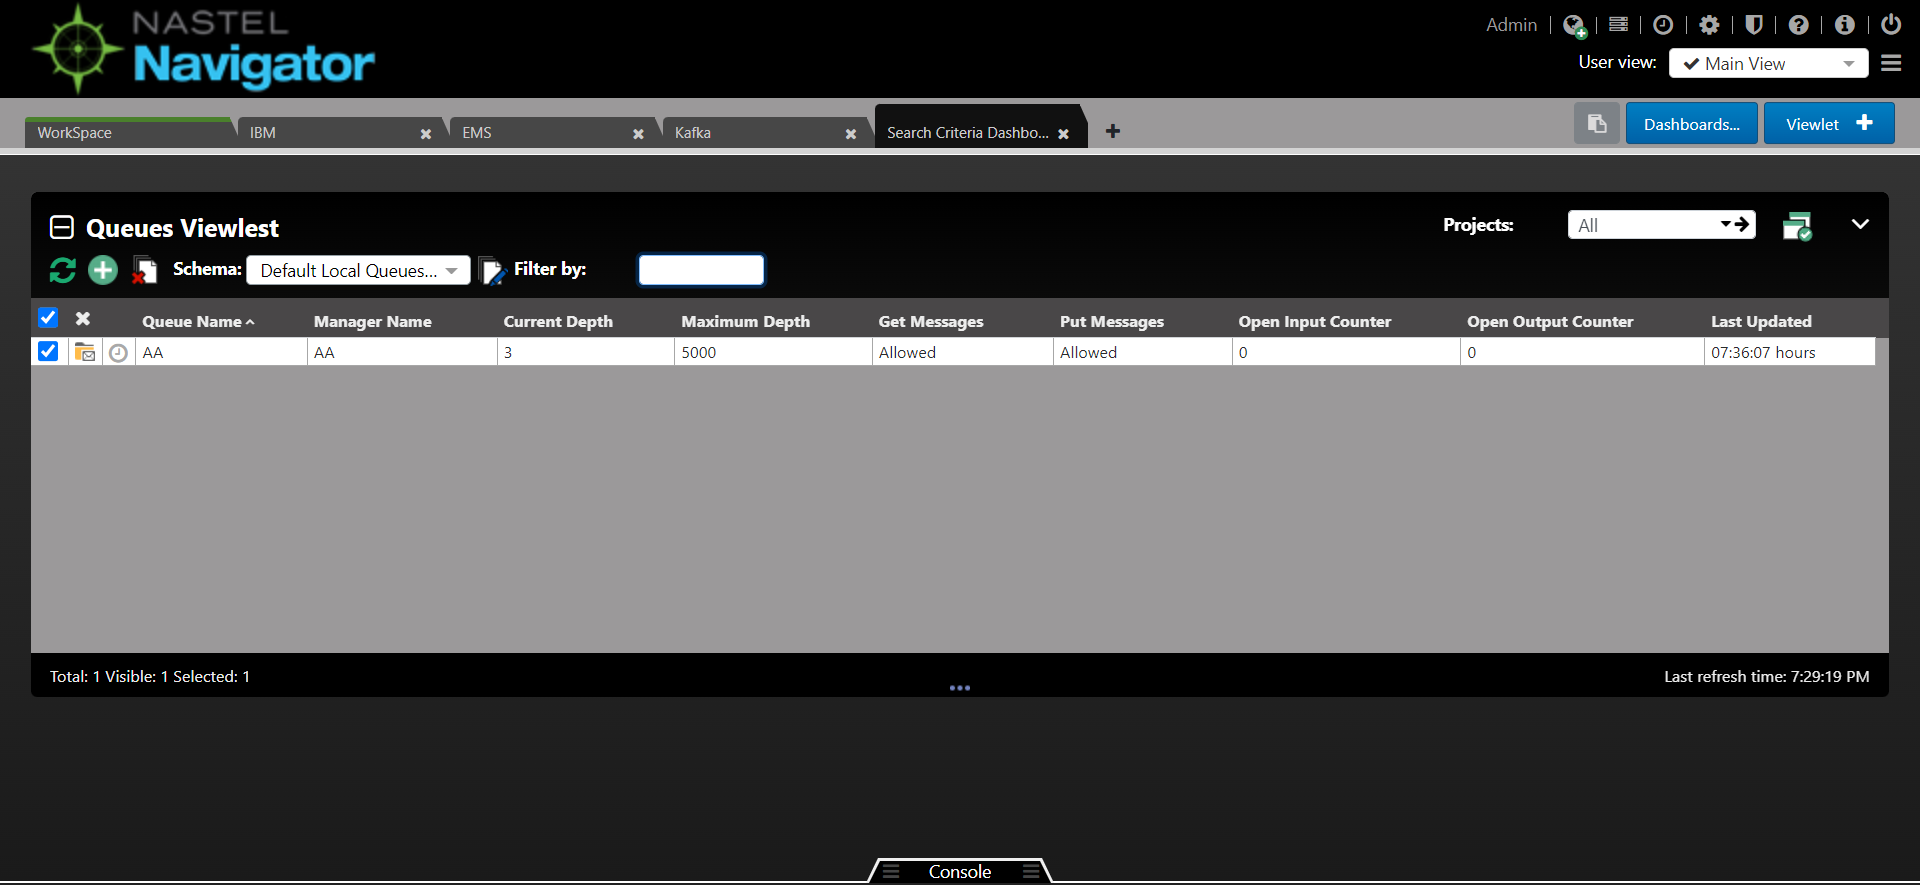 NASTEL
Navigator
Admin
User view: Main View
WorkSpace IBM EMS Kafka Search Criteria Dashbo...
Dashboards... Viewlet
Queues Viewlest
Projects: All
Schema: Default Local Queues... Filter by:
Queue Name Manager Name Current Depth Maximum Depth Get Messages Put Messages Open Input Counter Open Output Counter Last Updated
AA AA 3 5000 Allowed Allowed 0 0 07:36:07 hours
Total: 1 Visible: 1 Selected: 1
Last refresh time: 7:29:19 PM
Console